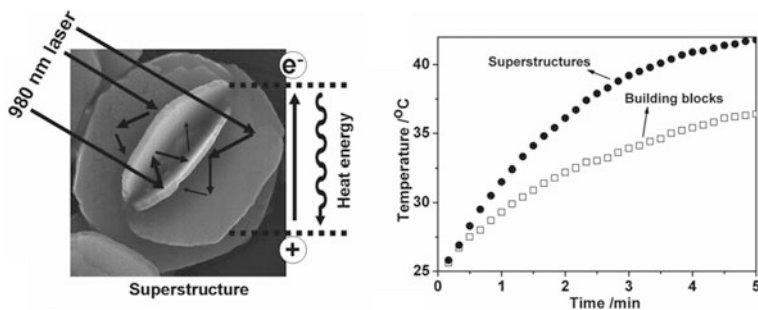 980 nm laser
e-
Heat energy
+
Superstructure
Temperature /°C
40
35
30
25
Superstructures
Building blocks
0
1
2
3
4
5
Time /min